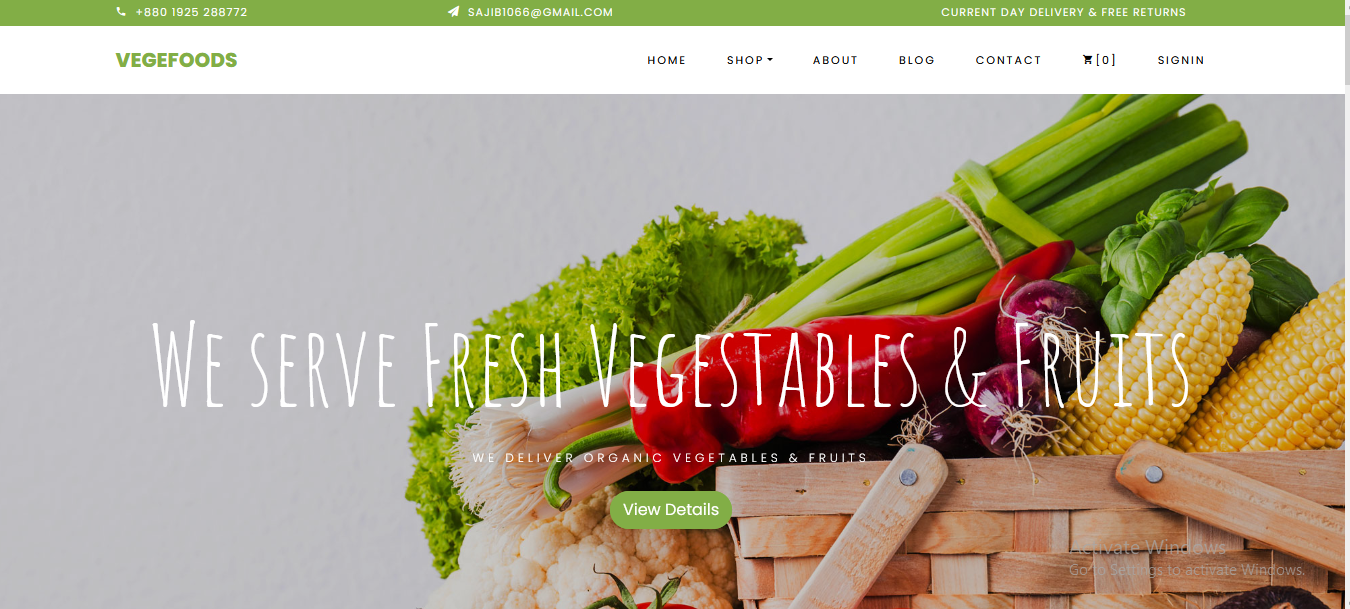 +880 1925 288772 SAJIB1066@GMAIL.COM CURRENT DAY DELIVERY & FREE RETURNS
VEGEFOODS HOME SHOP ABOUT BLOG CONTACT [0] SIGNIN
WE SERVE FRESH VEGESTABLES & FRUITS
WE DELIVER ORGANIC VEGETABLES & FRUITS
View Details
Activate Windows
Go to Settings to activate Windows.